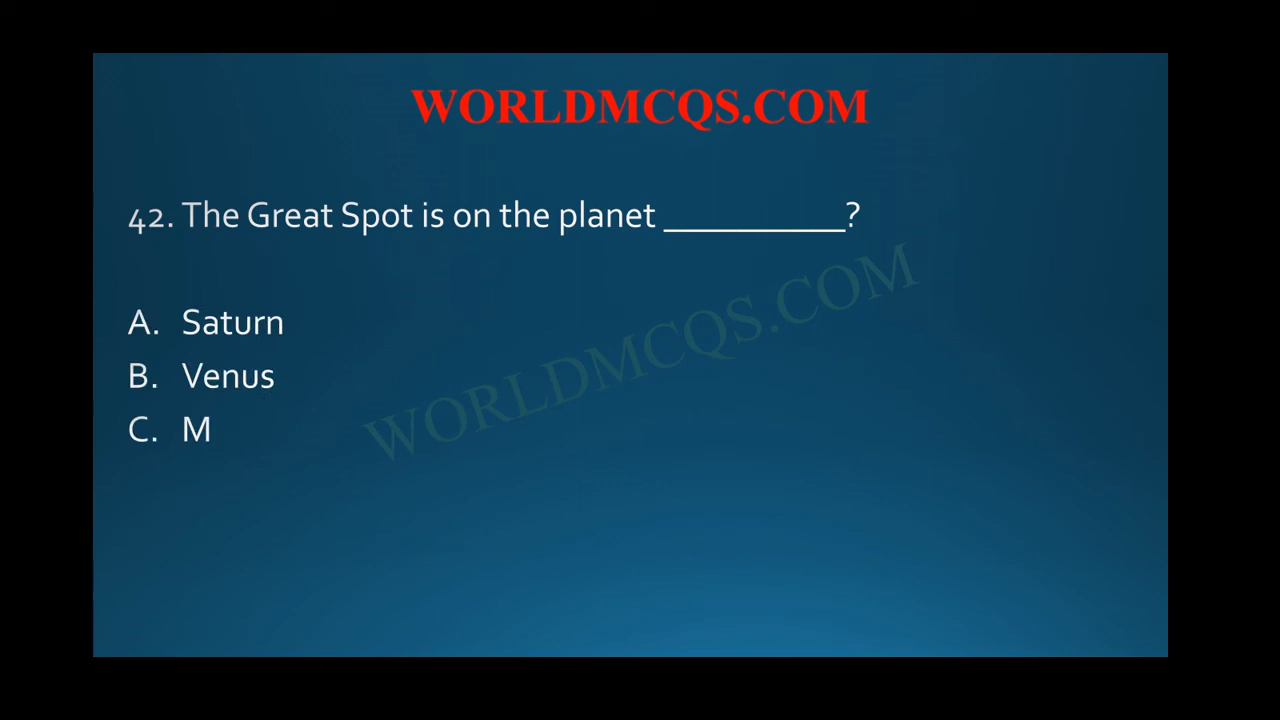 WORLDMCQS.COM
42. The Great Spot is on the planet __________?
A. Saturn
B. Venus
C. M
WORLDMCQS.COM